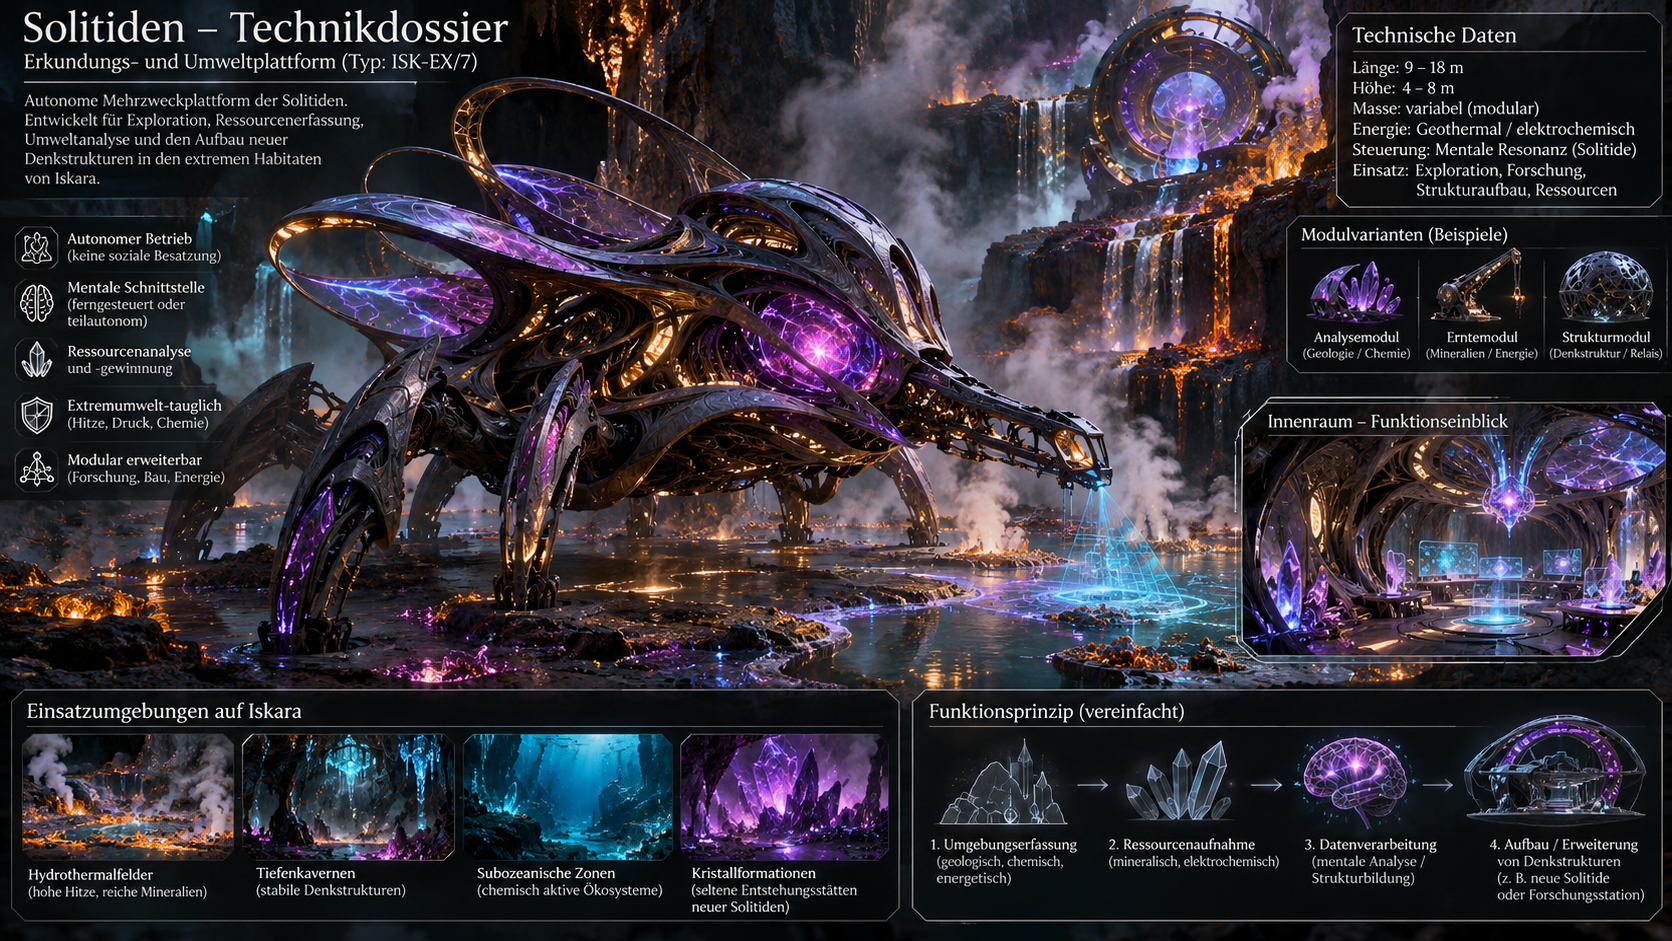 Solitiden – Technikdossier
Erkundungs- und Umweltplattform (Typ: ISK-EX/7)
Autonome Mehrzweckplattform der Solitiden.
Entwickelt für Exploration, Ressourcenerfassung,
Umweltanalyse und den Aufbau neuer
Denkstrukturen in den extremen Habitaten
von Iskara.
Autonomer Betrieb
(keine soziale Besatzung)
Mentale Schnittstelle
(ferngesteuert oder
teilautonom)
Ressourcenanalyse
und -gewinnung
Extremumwelt-tauglich
(Hitze, Druck, Chemie)
Modular erweiterbar
(Forschung, Bau, Energie)
Technische Daten
Länge: 9 – 18 m
Höhe: 4 – 8 m
Masse: variabel (modular)
Energie: Geothermal / elektrochemisch
Steuerung: Mentale Resonanz (Solitide)
Einsatz: Exploration, Forschung,
Strukturaufbau, Ressourcen
Modulvarianten (Beispiele)
Analysemodul
(Geologie / Chemie)
Erntemodul
(Mineralien / Energie)
Strukturmodul
(Denkstruktur / Relais)
Innenraum – Funktionseinblick
Einsatzumgebungen auf Iskara
Hydrothermalfelder
(hohe Hitze, reiche Mineralien)
Tiefenkavernen
(stabile Denkstrukturen)
Subozeanische Zonen
(chemisch aktive Ökosysteme)
Kristallformationen
(seltene Entstehungsstätten
neuer Solitiden)
Funktionsprinzip (vereinfacht)
1. Umgebungserfassung
(geologisch, chemisch,
energetisch)
2. Ressourcenaufnahme
(mineralisch, elektrochemisch)
3. Datenverarbeitung
(mentale Analyse /
Strukturbildung)
4. Aufbau / Erweiterung
von Denkstrukturen
(z. B. neue Solitide
oder Forschungsstation)